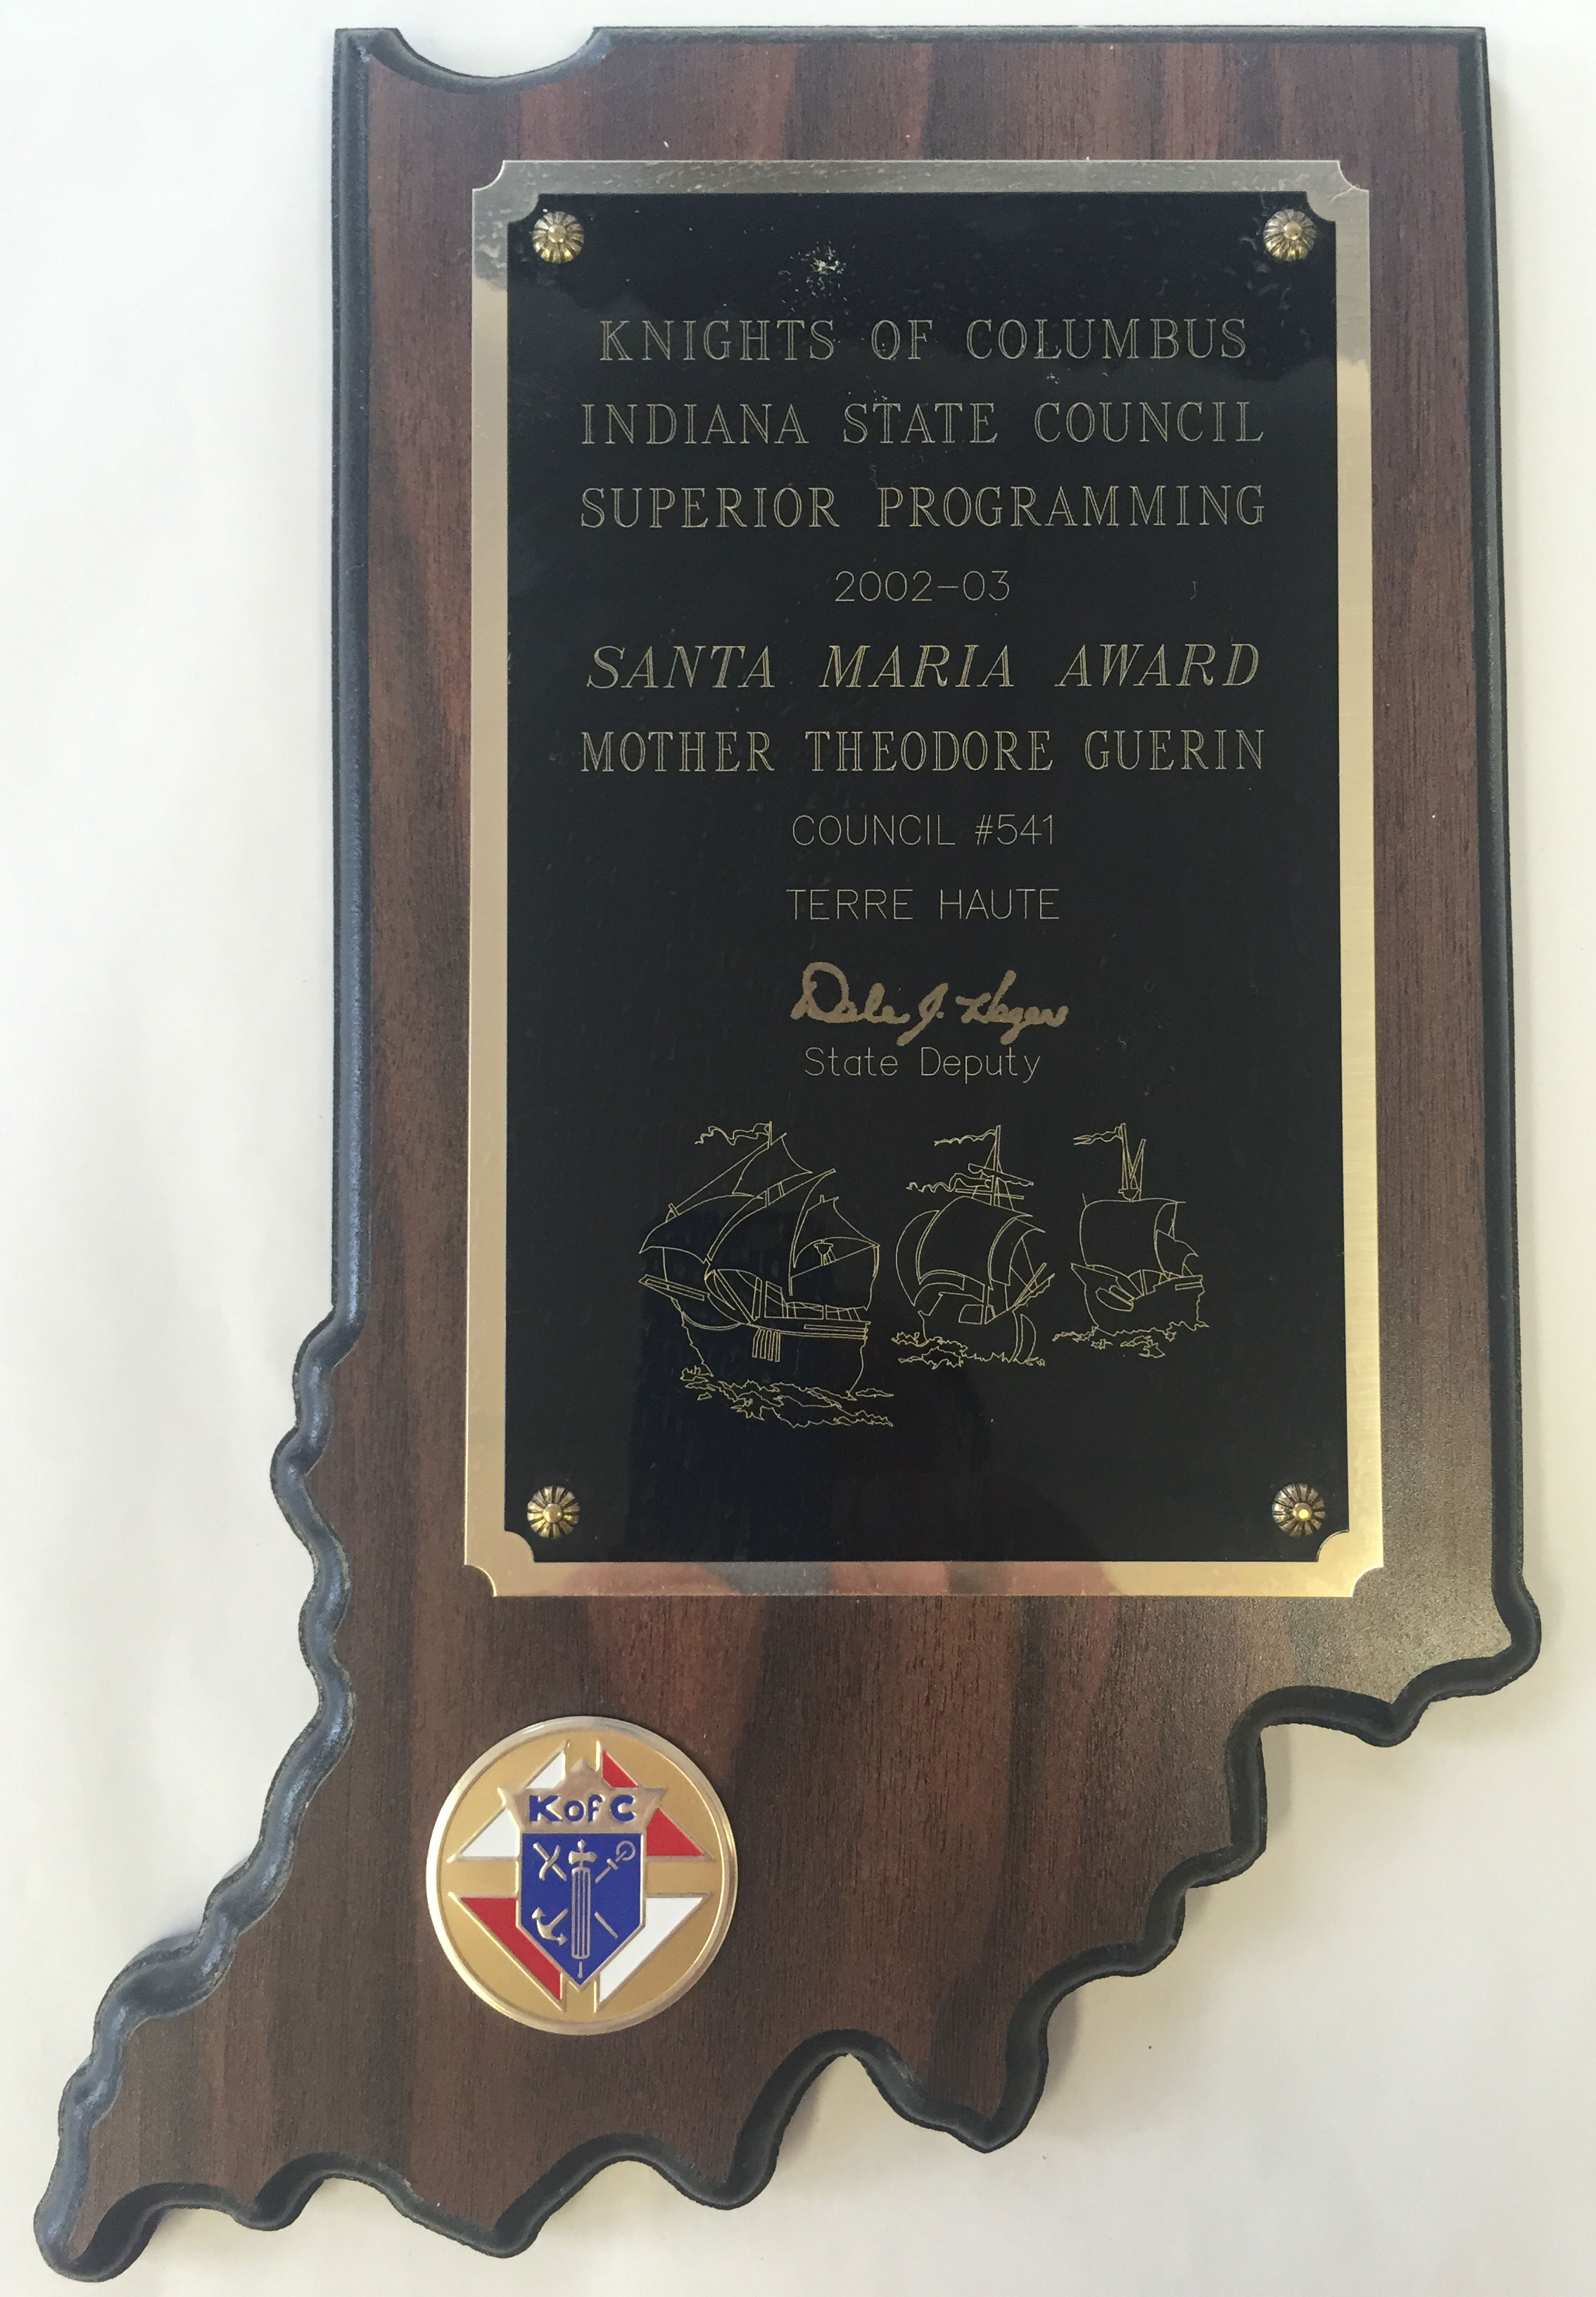 KNIGHTS OF COLUMBUS
INDIANA STATE COUNCIL
SUPERIOR PROGRAMMING
2002-03
SANTA MARIA AWARD
MOTHER THEODORE GUERIN
COUNCIL #541
TERRE HAUTE
Dale J.
State Deputy
K of C